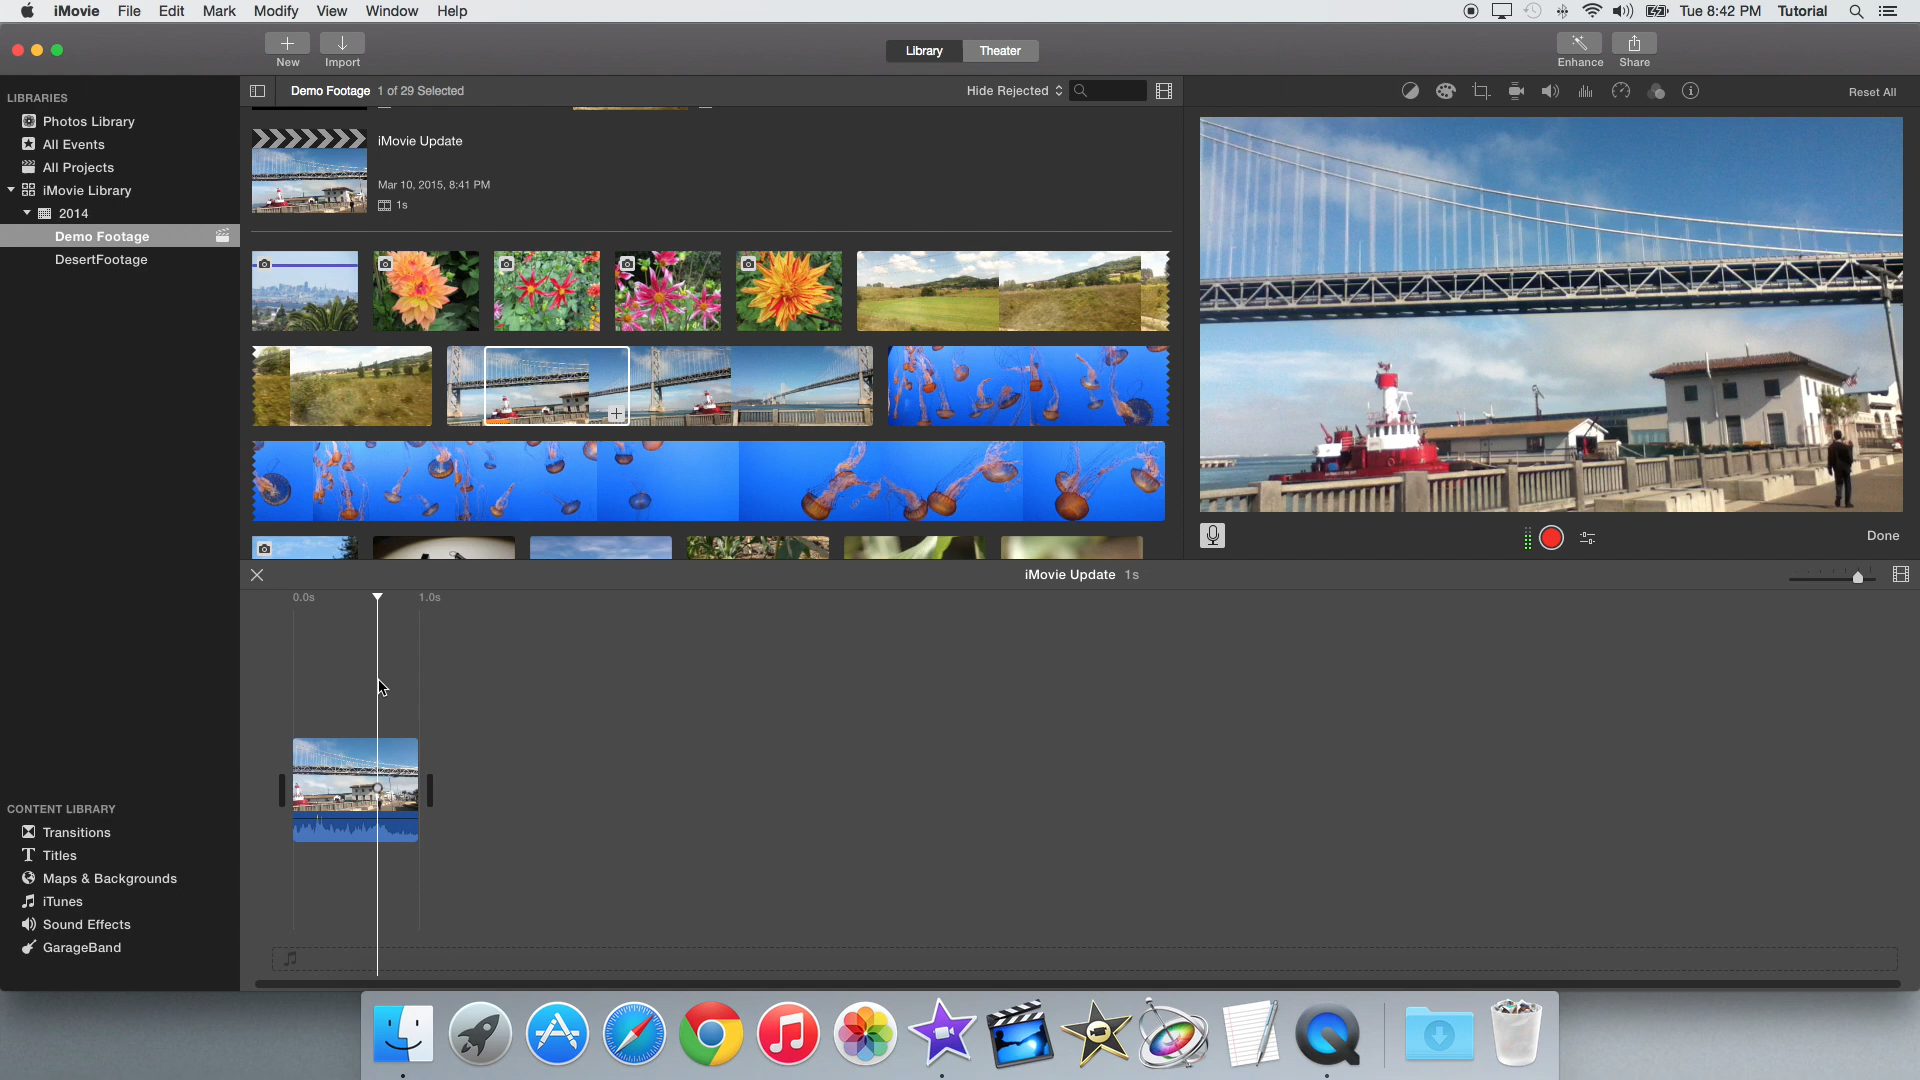 iMovie File Edit Mark Modify View Window Help
Tue 8:42 PM Tutorial
New Import
Library Theater
Enhance Share
LIBRARIES
Photos Library
All Events
All Projects
iMovie Library
2014
Demo Footage
DesertFootage
Demo Footage 1 of 29 Selected
Hide Rejected
Reset All
iMovie Update
Mar 10, 2015, 8:41 PM
1s
Done
iMovie Update 1s
0.0s 1.0s
CONTENT LIBRARY
Transitions
T Titles
Maps & Backgrounds
iTunes
Sound Effects
GarageBand